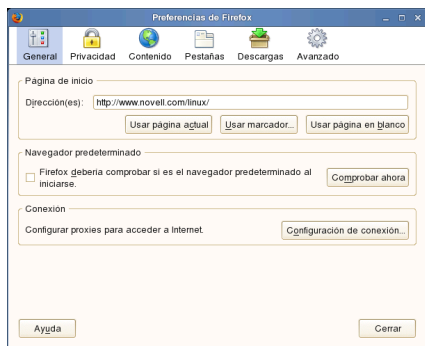 Preferencias de Firefox
General Privacidad Contenido Pestañas Descargas Avanzado
Página de inicio
Dirección(es): http://www.novell.com/linux/
Usar página actual Usar marcador... Usar página en blanco
Navegador predeterminado
Firefox debería comprobar si es el navegador predeterminado al
iniciarse.
Comprobar ahora
Conexión
Configurar proxies para acceder a Internet. Configuración de conexión...
Ayuda Cerrar